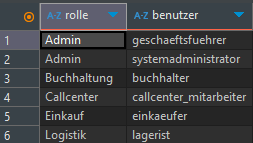 A-Z rolle A-Z benutzer
1 Admin geschaeftsfuehrer
2 Admin systemadministrator
3 Buchhaltung buchhalter
4 Callcenter callcenter_mitarbeiter
5 Einkauf einkaeufer
6 Logistik lagerist